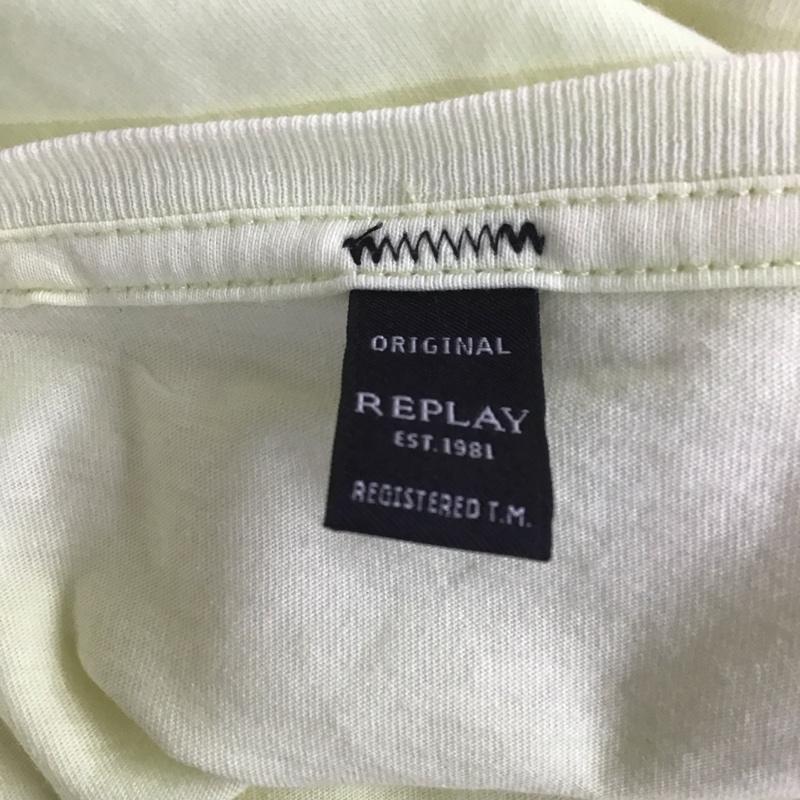 ORIGINAL
REPLAY
EST.1981
REGISTERED T.M.